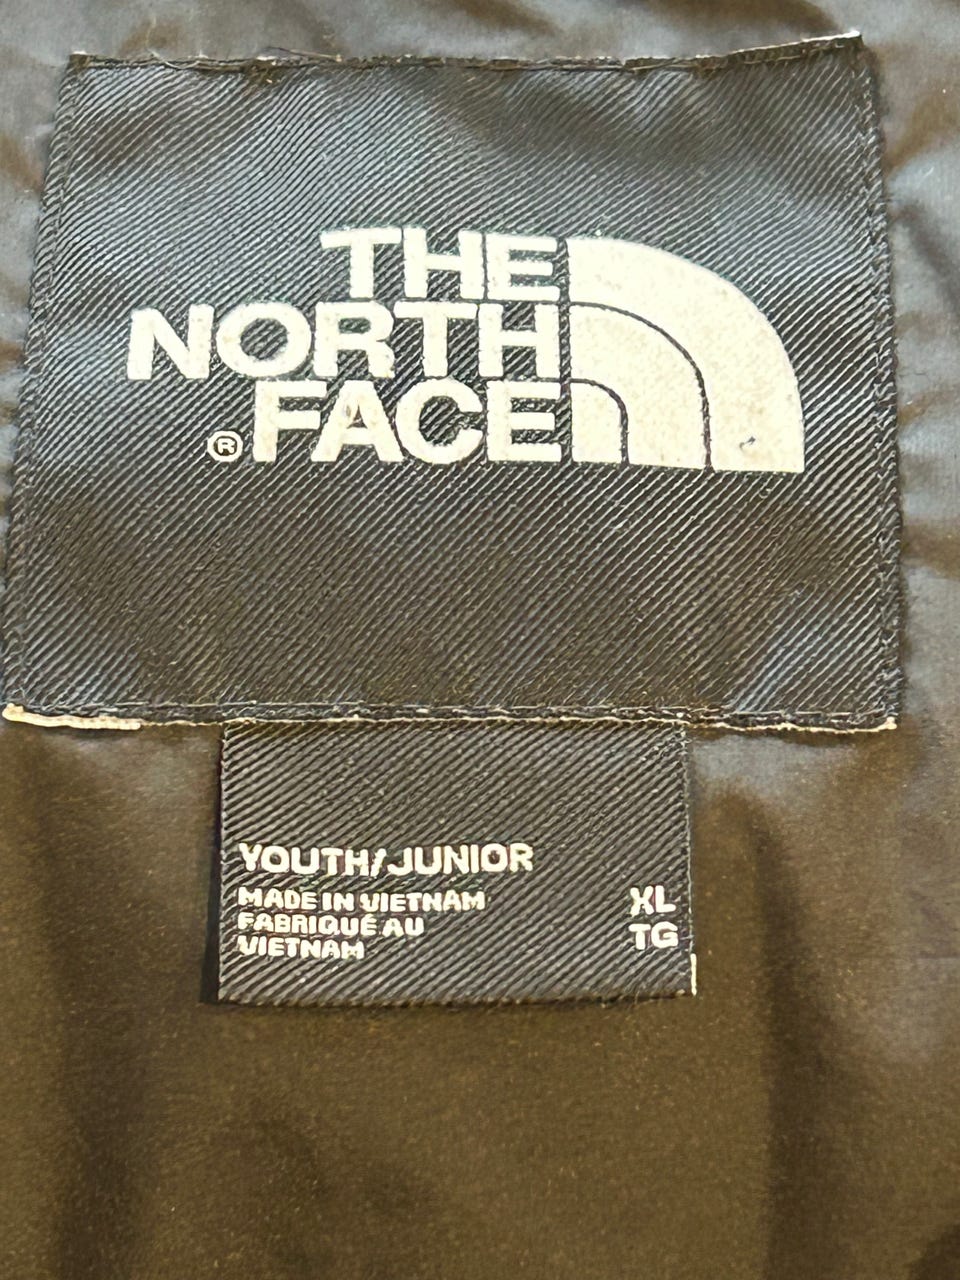 THE
NORTH
FACE
®
YOUTH/JUNIOR
MADE IN VIETNAM
FABRIQUÉ AU
VIETNAM
XL
TG